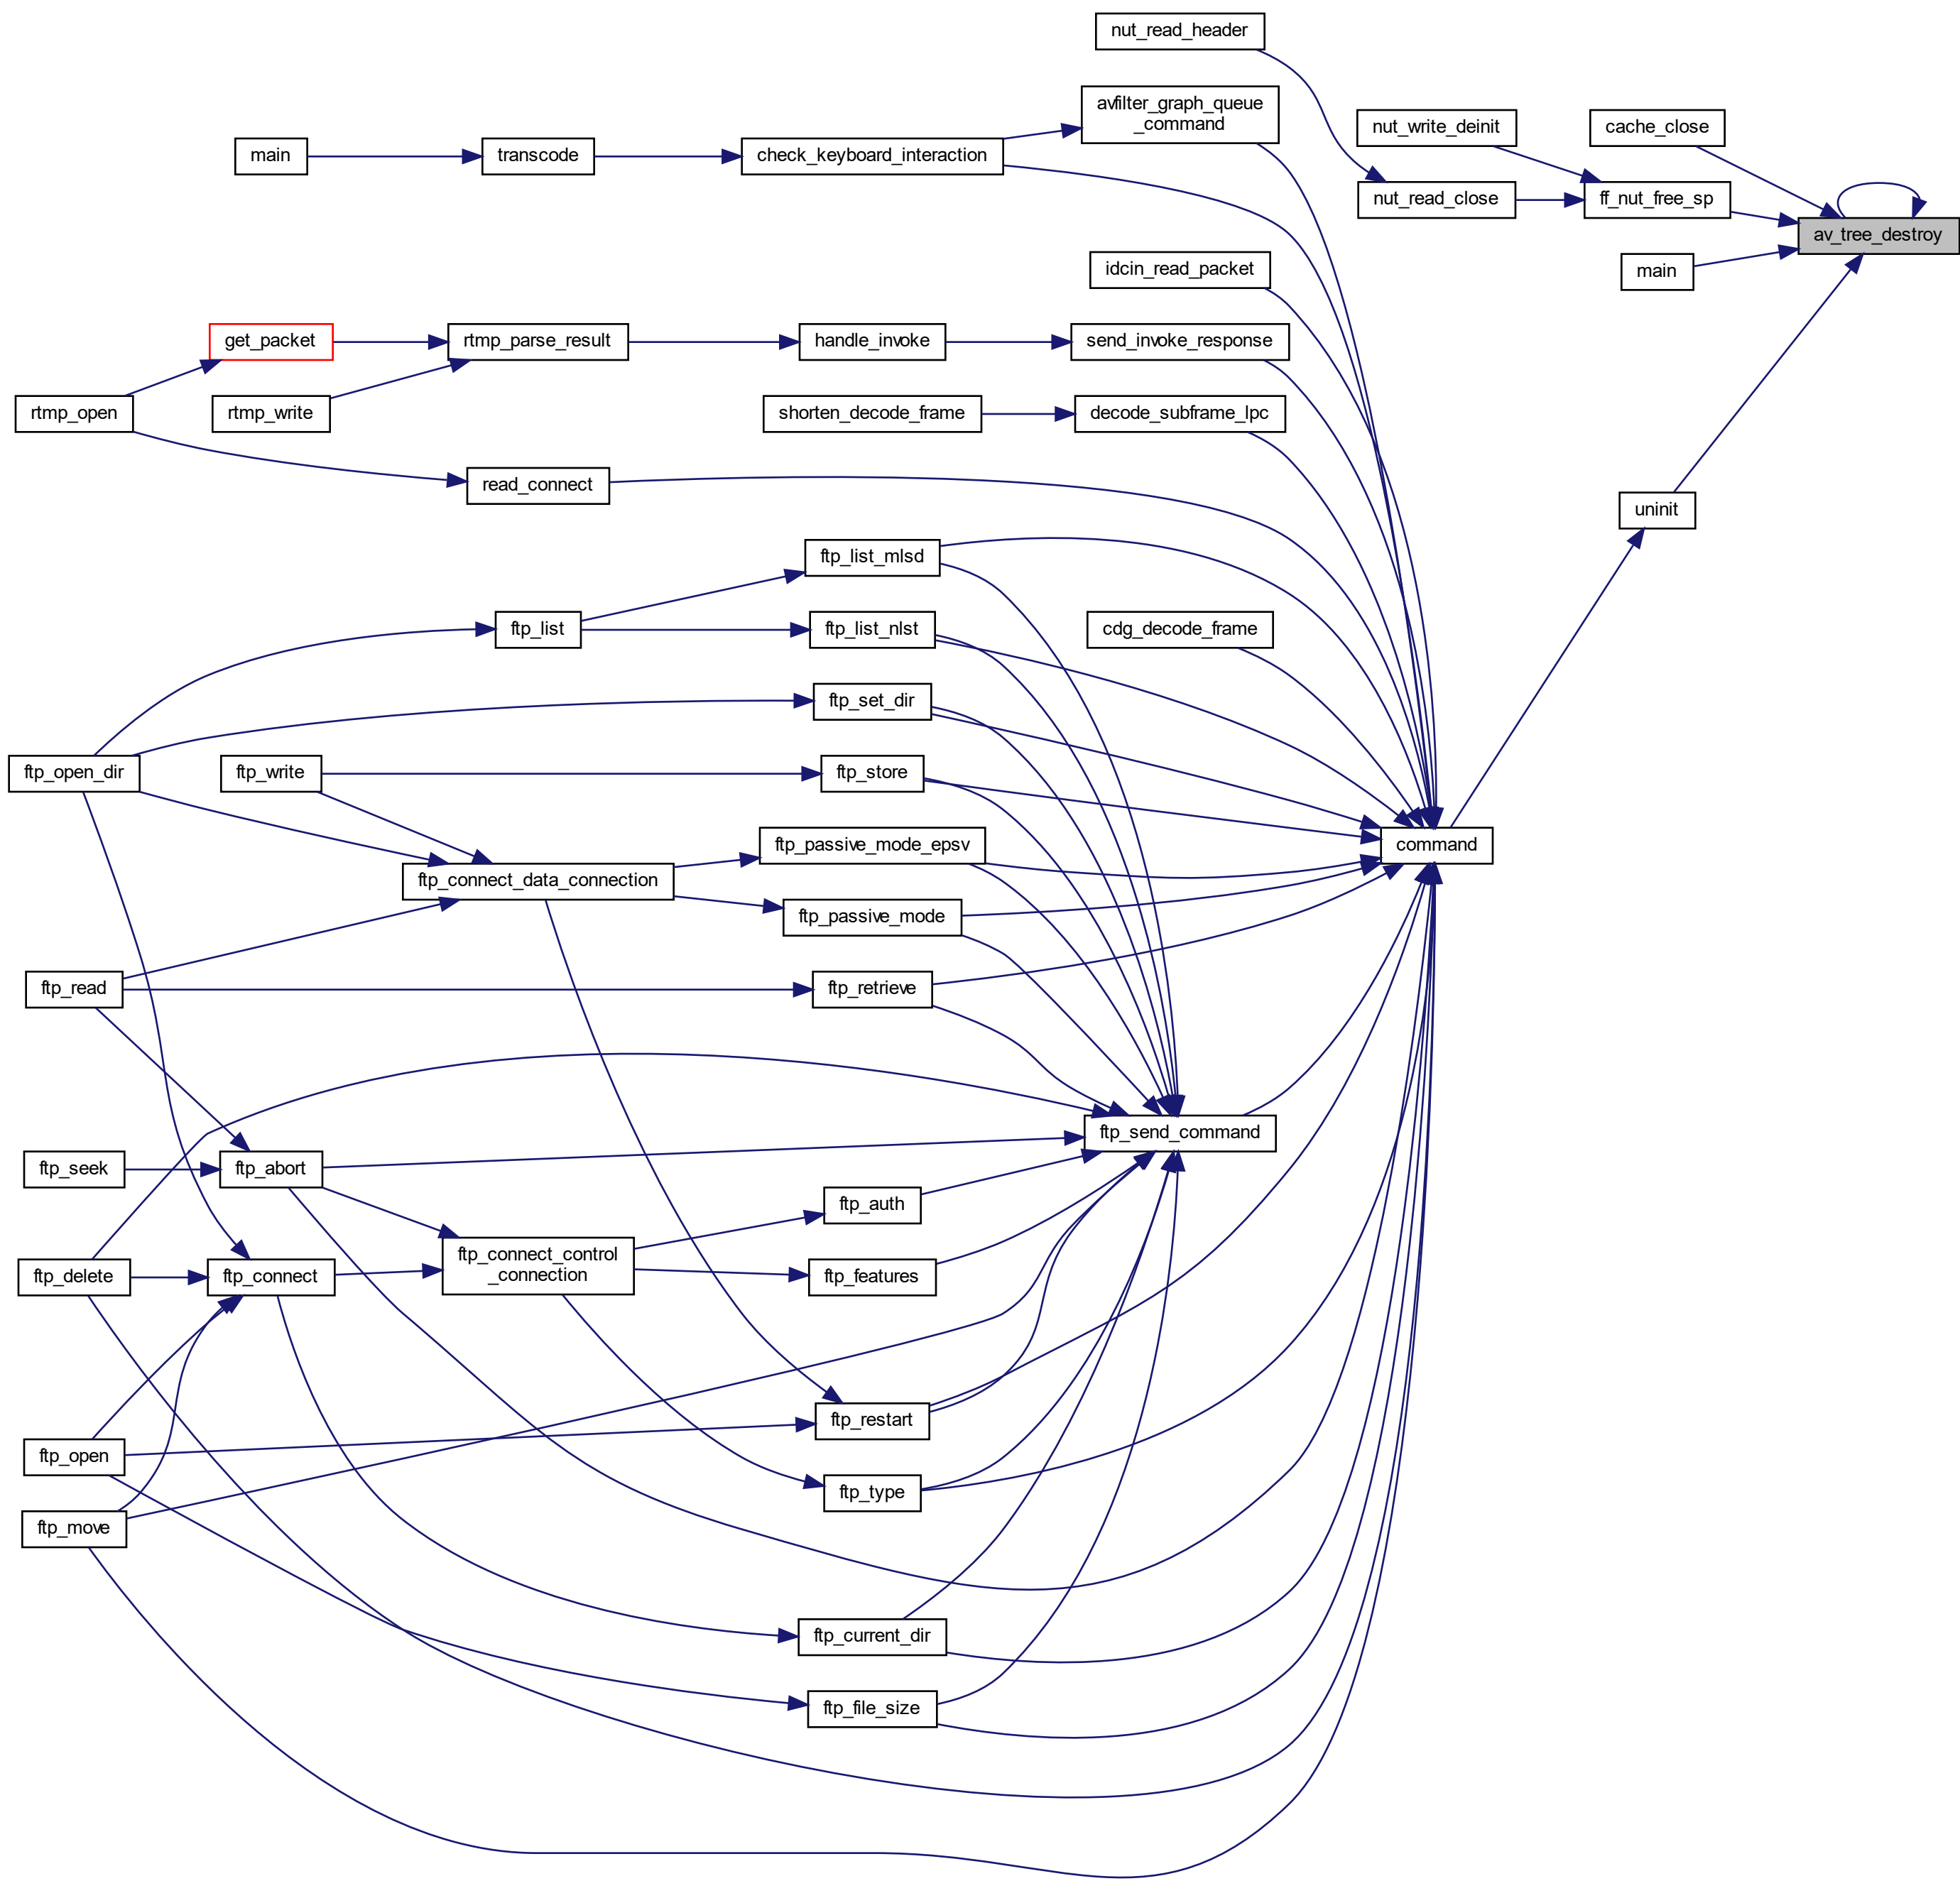 nut_read_header
avfilter_graph_queue
_command
nut_write_deinit
cache_close
main
transcode
check_keyboard_interaction
nut_read_close
ff_nut_free_sp
av_tree_destroy
idcin_read_packet
main
get_packet
rtmp_parse_result
handle_invoke
send_invoke_response
rtmp_open
rtmp_write
shorten_decode_frame
decode_subframe_lpc
read_connect
uninit
ftp_list_mlsd
ftp_list
ftp_list_nlst
cdg_decode_frame
ftp_set_dir
ftp_open_dir
ftp_write
ftp_store
ftp_passive_mode_epsv
command
ftp_connect_data_connection
ftp_passive_mode
ftp_read
ftp_retrieve
ftp_send_command
ftp_seek
ftp_abort
ftp_auth
ftp_connect_control
_connection
ftp_delete
ftp_connect
ftp_features
ftp_restart
ftp_open
ftp_type
ftp_move
ftp_current_dir
ftp_file_size